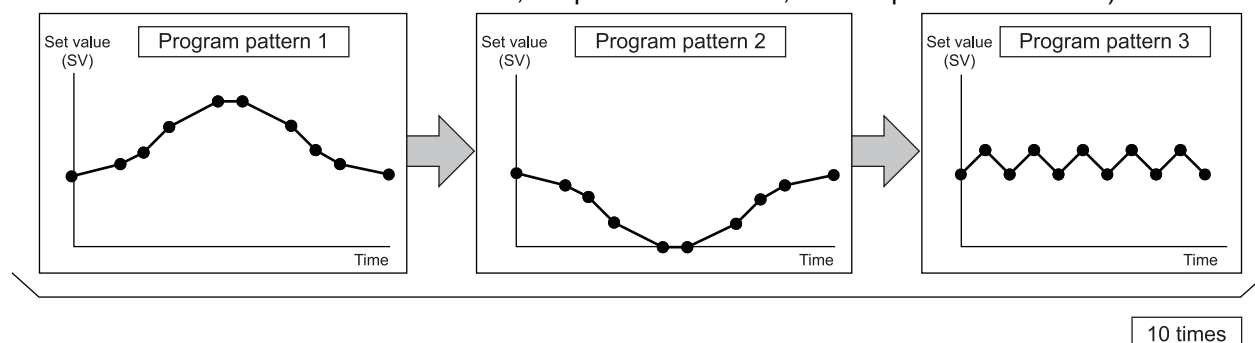 Program pattern 1
Set value
(SV)
Time
Program pattern 2
Set value
(SV)
Time
Program pattern 3
Set value
(SV)
Time
10 times